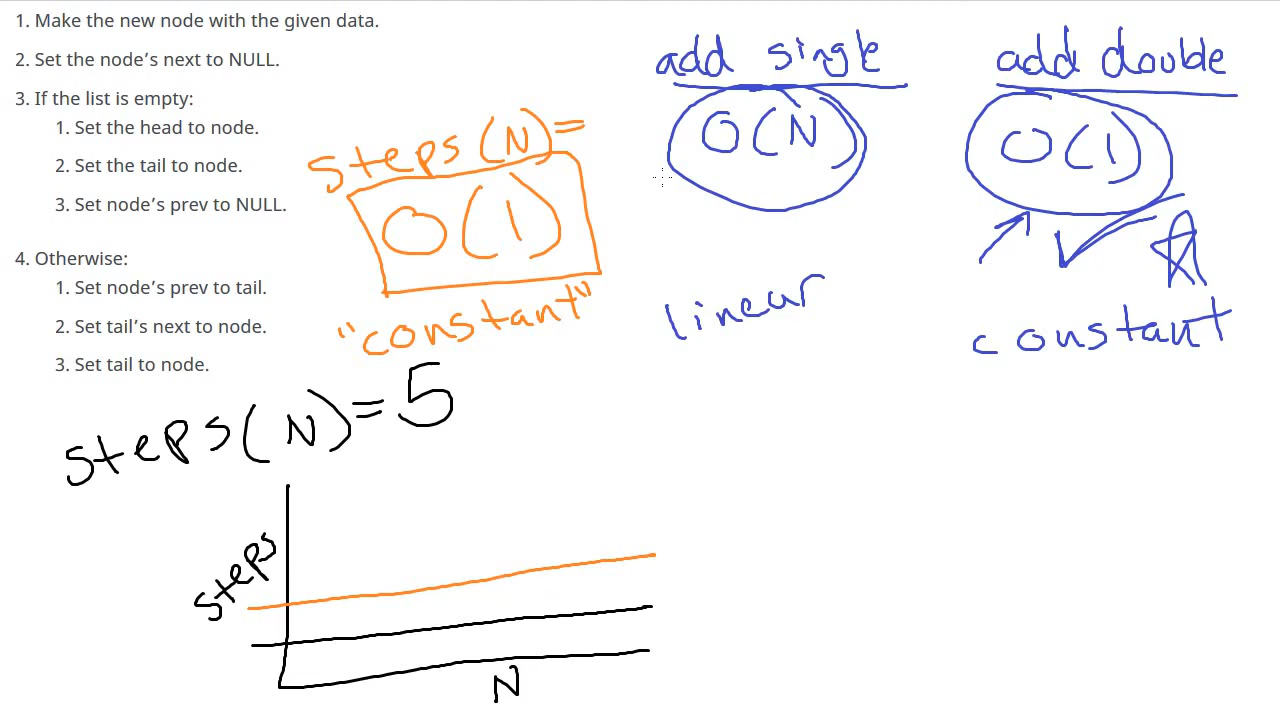 1. Make the new node with the given data.
2. Set the node’s next to NULL.
3. If the list is empty:
1. Set the head to node.
2. Set the tail to node.
3. Set node’s prev to NULL.
4. Otherwise:
1. Set node’s prev to tail.
2. Set tail’s next to node.
3. Set tail to node.
steps(N)=
O(1)
"constant"
steps(N)=5
steps
N
add single
O(N)
linear
add double
O(1)
constant